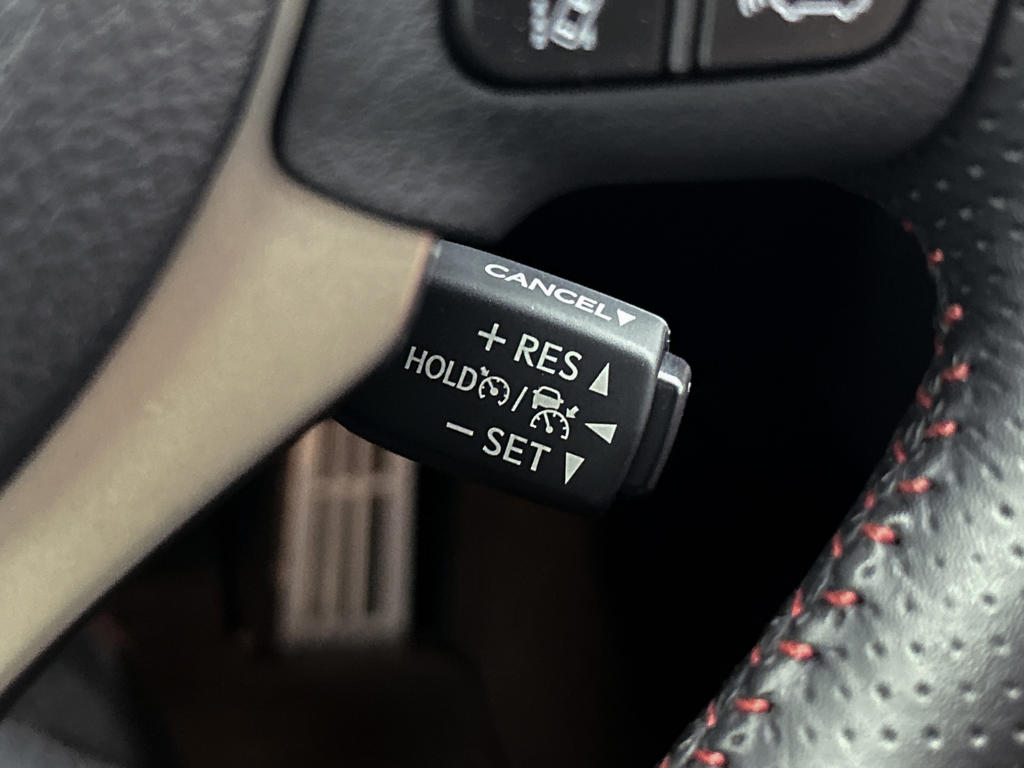 CANCEL▼
+ RES ▲
HOLD /
− SET ▼